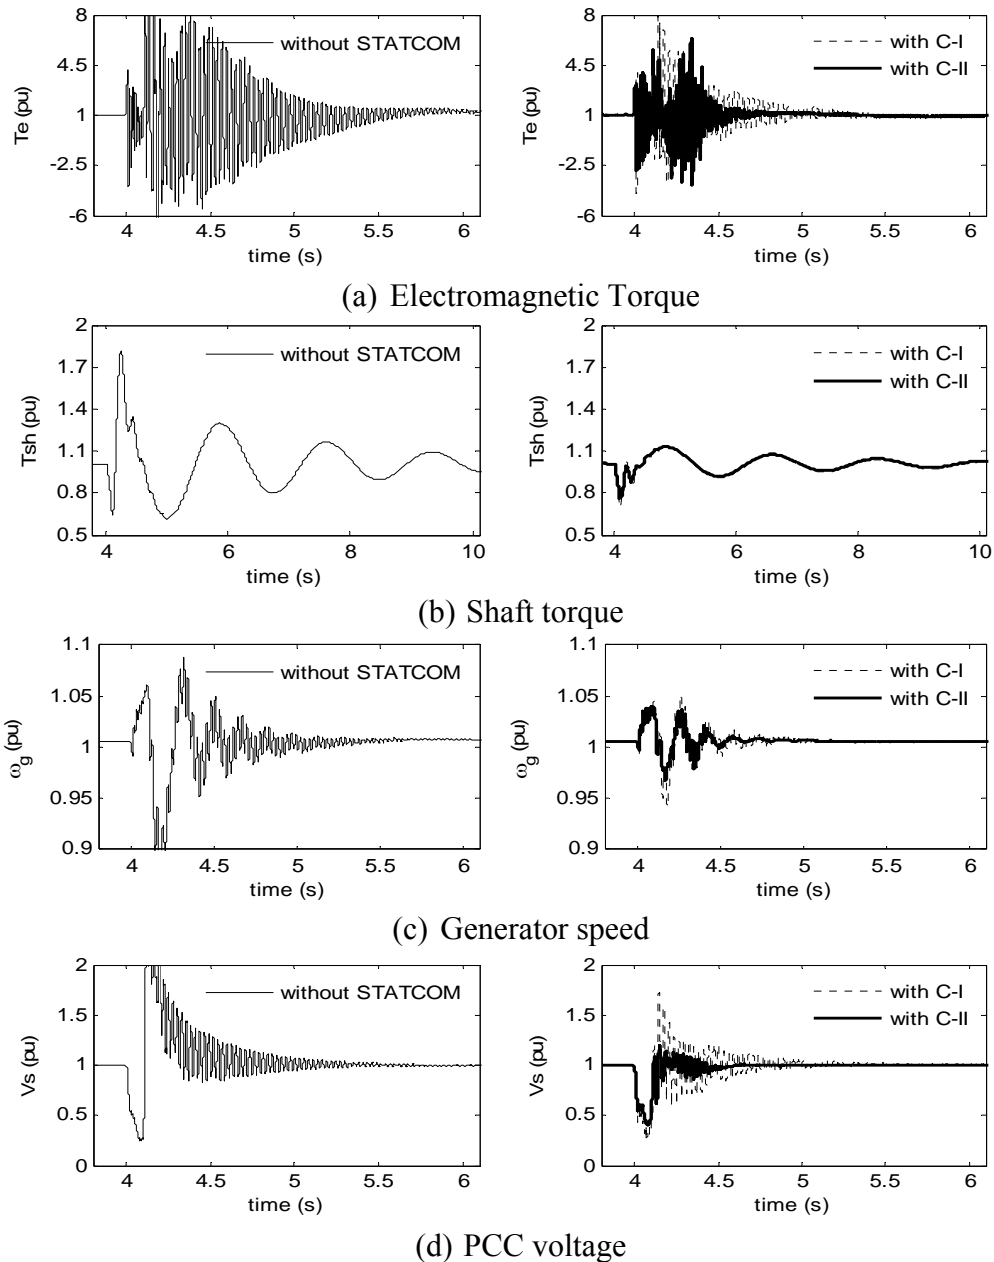 8
4.5
1
-2.5
-6
Te (pu)
without STATCOM
4 4.5 5 5.5 6
time (s)
8
4.5
1
-2.5
-6
Te (pu)
with C-I
with C-II
4 4.5 5 5.5 6
time (s)
(a) Electromagnetic Torque
2
1.7
1.4
1.1
0.8
0.5
Tsh (pu)
without STATCOM
4 6 8 10
time (s)
2
1.7
1.4
1.1
0.8
0.5
Tsh (pu)
with C-I
with C-II
4 6 8 10
time (s)
(b) Shaft torque
1.1
1.05
1
0.95
0.9
ωg (pu)
without STATCOM
4 4.5 5 5.5 6
time (s)
1.1
1.05
1
0.95
0.9
ωg (pu)
with C-I
with C-II
4 4.5 5 5.5 6
time (s)
(c) Generator speed
2
1.5
1
0.5
0
Vs (pu)
without STATCOM
4 4.5 5 5.5 6
time (s)
2
1.5
1
0.5
0
Vs (pu)
with C-I
with C-II
4 4.5 5 5.5 6
time (s)
(d) PCC voltage